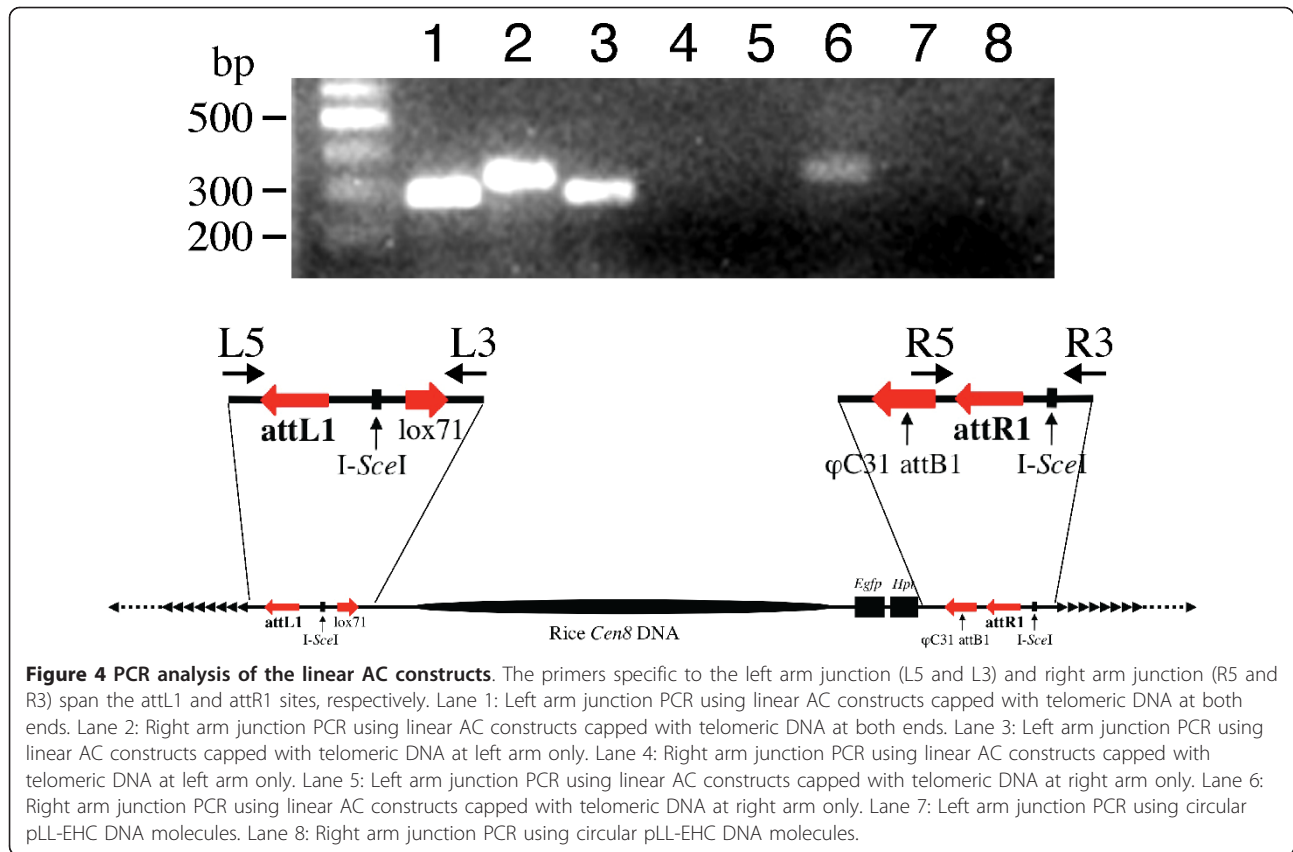 1 2 3 4 5 6 7 8
bp
500
300
200
L5 L3 R5 R3
attL1 lox71 attR1
I-SceI φC31 attB1 I-SceI
Egfp Hpt
attL1 lox71 attR1
I-SceI Rice Cen8 DNA φC31 attB1 I-SceI
Figure 4 PCR analysis of the linear AC constructs. The primers specific to the left arm junction (L5 and L3) and right arm junction (R5 and
R3) span the attL1 and attR1 sites, respectively. Lane 1: Left arm junction PCR using linear AC constructs capped with telomeric DNA at both
ends. Lane 2: Right arm junction PCR using linear AC constructs capped with telomeric DNA at both ends. Lane 3: Left arm junction PCR using
linear AC constructs capped with telomeric DNA at left arm only. Lane 4: Right arm junction PCR using linear AC constructs capped with
telomeric DNA at left arm only. Lane 5: Left arm junction PCR using linear AC constructs capped with telomeric DNA at right arm only. Lane 6:
Right arm junction PCR using linear AC constructs capped with telomeric DNA at right arm only. Lane 7: Left arm junction PCR using circular
pLL-EHC DNA molecules. Lane 8: Right arm junction PCR using circular pLL-EHC DNA molecules.